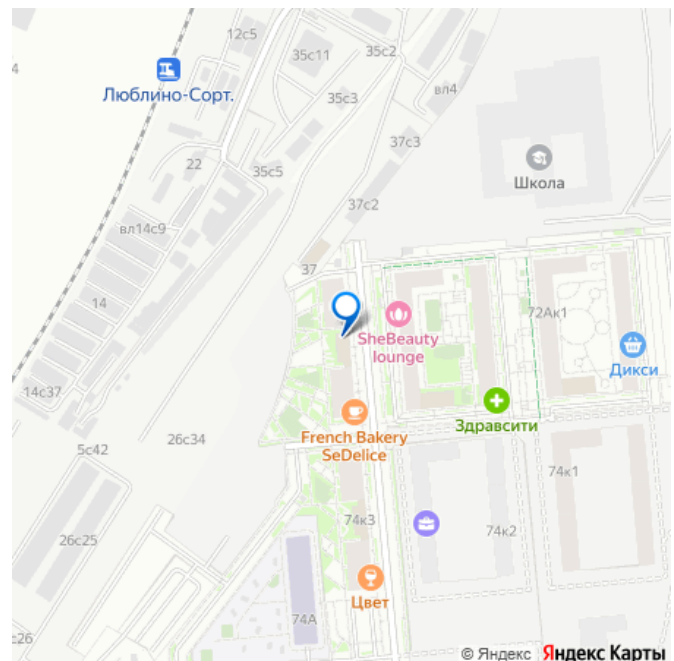 12с5
4
35с11
35с2
Люблино-Сорт.
35с3
вл4
37с3
22
35с5
Школа
37с2
вл14с9
37
14
72Ак1
SheBeauty
lounge
Дикси
14с37
Здравсити
French Bakery
SeDelice
5с42
26с34
74к1
74к3
74к2
26с25
Цвет
74А
с26
© Яндекс Яндекс Карты